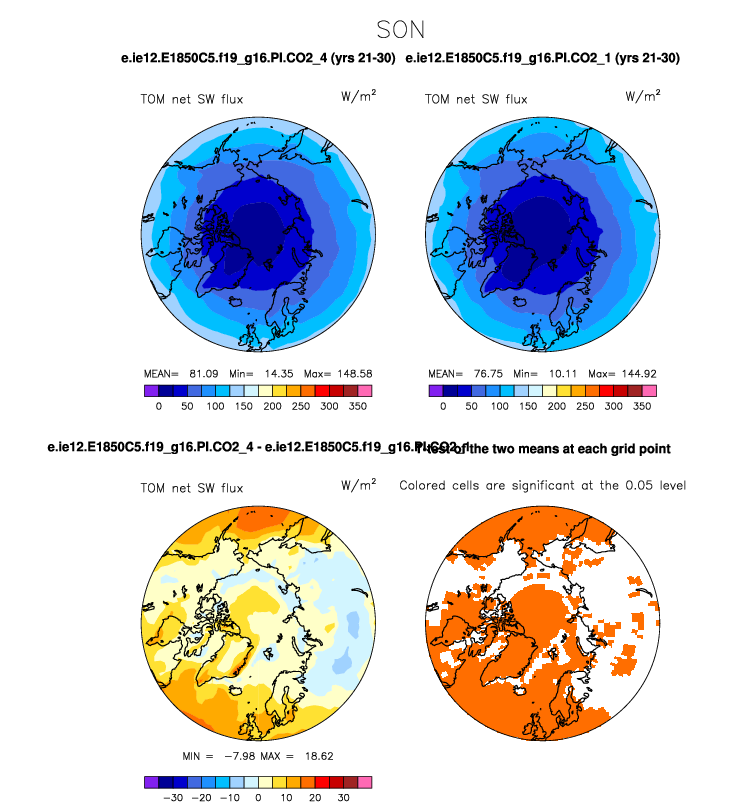 SON
e.ie12.E1850C5.f19_g16.PI.CO2_4 (yrs 21-30) e.ie12.E1850C5.f19_g16.PI.CO2_1 (yrs 21-30)
TOM net SW flux W/m² TOM net SW flux W/m²
MEAN= 81.09 Min= 14.35 Max= 148.58 MEAN= 76.75 Min= 10.11 Max= 144.92
0 50 100 150 200 250 300 350 0 50 100 150 200 250 300 350
e.ie12.E1850C5.f19_g16.PI.CO2_4 - e.ie12.E1850C5.f19_g16.PI.CO2_1 T-test of the two means at each grid point
TOM net SW flux W/m² Colored cells are significant at the 0.05 level
MIN = -7.98 MAX = 18.62
-30 -20 -10 0 10 20 30